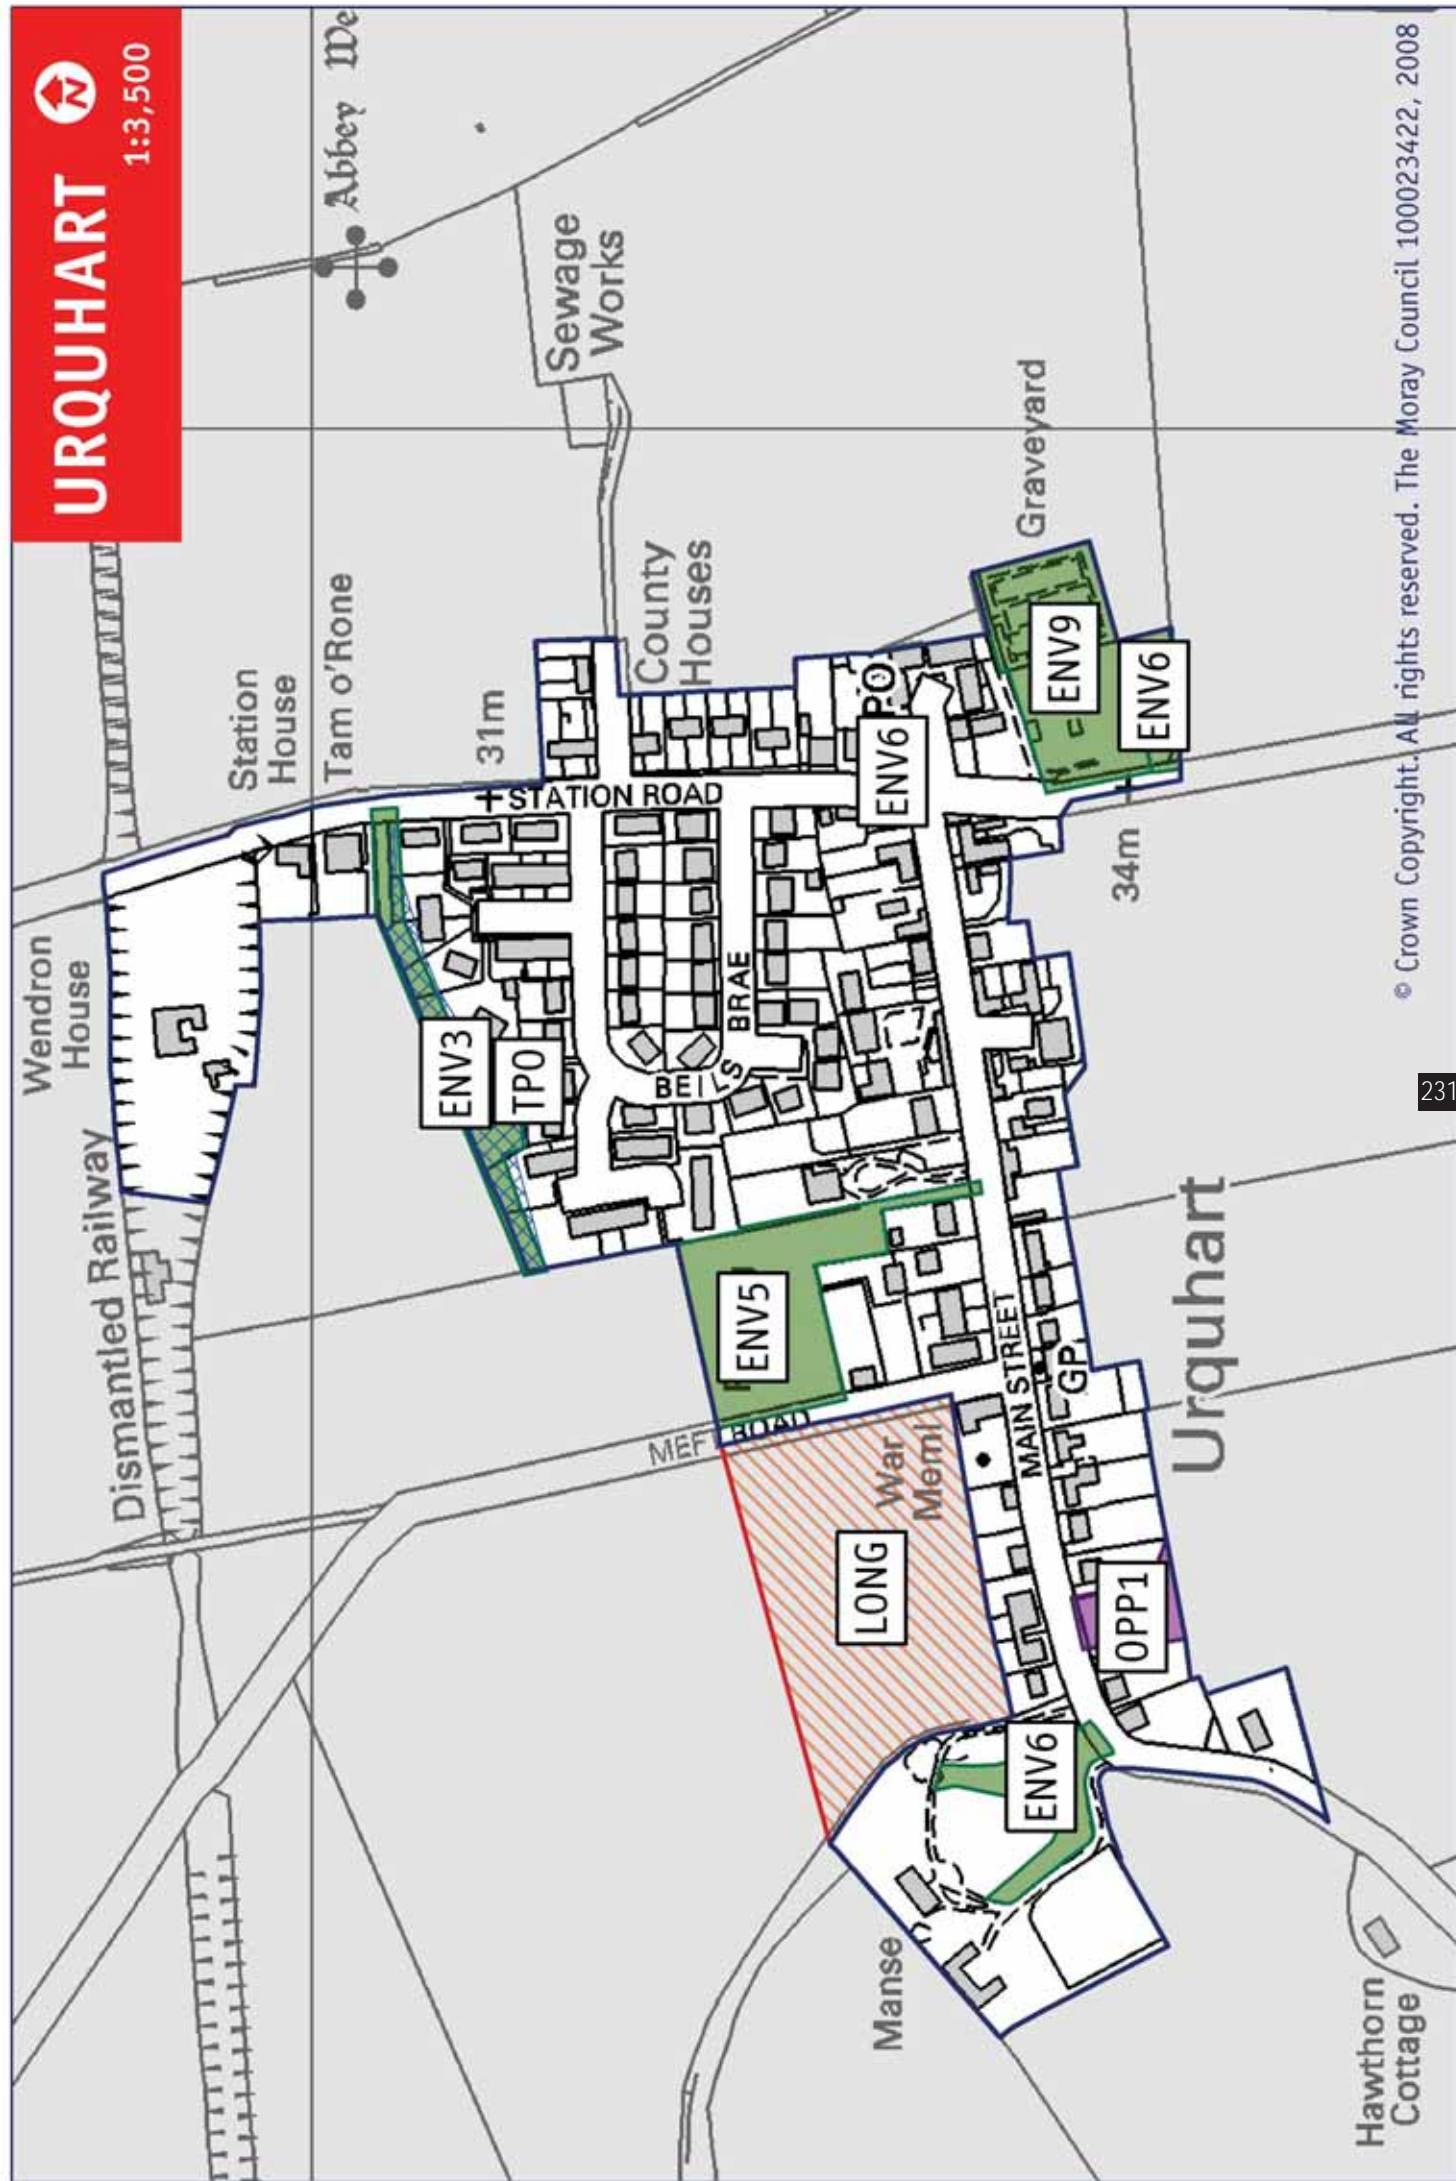 URQUHART
N
1:3,500
Abbey We
Sewage
Works
Wendron
House
Station
House
Tam o'Rone
Dismantled Railway
31m
STATION ROAD
County
Houses
Graveyard
ENV3
TPO
BEILS
BRAE
PO
ENV6
ENV9
ENV6
34m
ENV5
ROAD
MAIN STREET
GP
War
Meml
LONG
Urquhart
OPP1
ENV6
Manse
Hawthorn
Cottage
© Crown Copyright. All rights reserved. The Moray Council 100023422, 2008
231